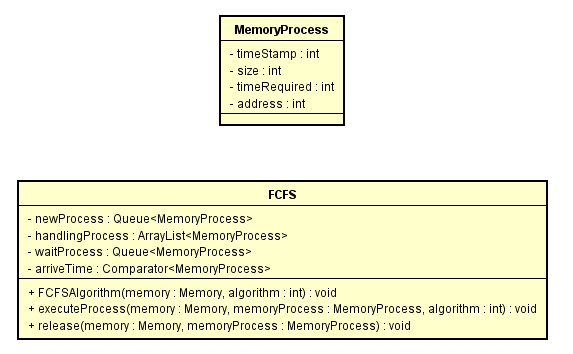 MemoryProcess
- timeStamp : int
- size : int
- timeRequired : int
- address : int
FCFS
- newProcess : Queue<MemoryProcess>
- handlingProcess : ArrayList<MemoryProcess>
- waitProcess : Queue<MemoryProcess>
- arriveTime : Comparator<MemoryProcess>
+ FCFSAlgorithm(memory : Memory, algorithm : int) : void
+ executeProcess(memory : Memory, memoryProcess : MemoryProcess, algorithm : int) : void
+ release(memory : Memory, memoryProcess : MemoryProcess) : void